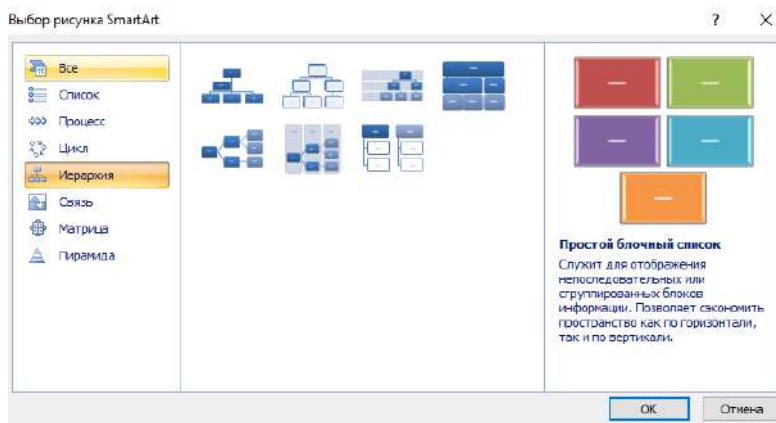 Выбор рисунка SmartArt
?
Все
Список
Процесс
Цикл
Иерархия
Связь
Матрица
Пирамида
Простой блочный список
Служит для отображения
непоследовательных или
сгруппированных блоков
информации. Позволяет сэкономить
пространство как по горизонтали,
так и по вертикали.
ОК
Отмена